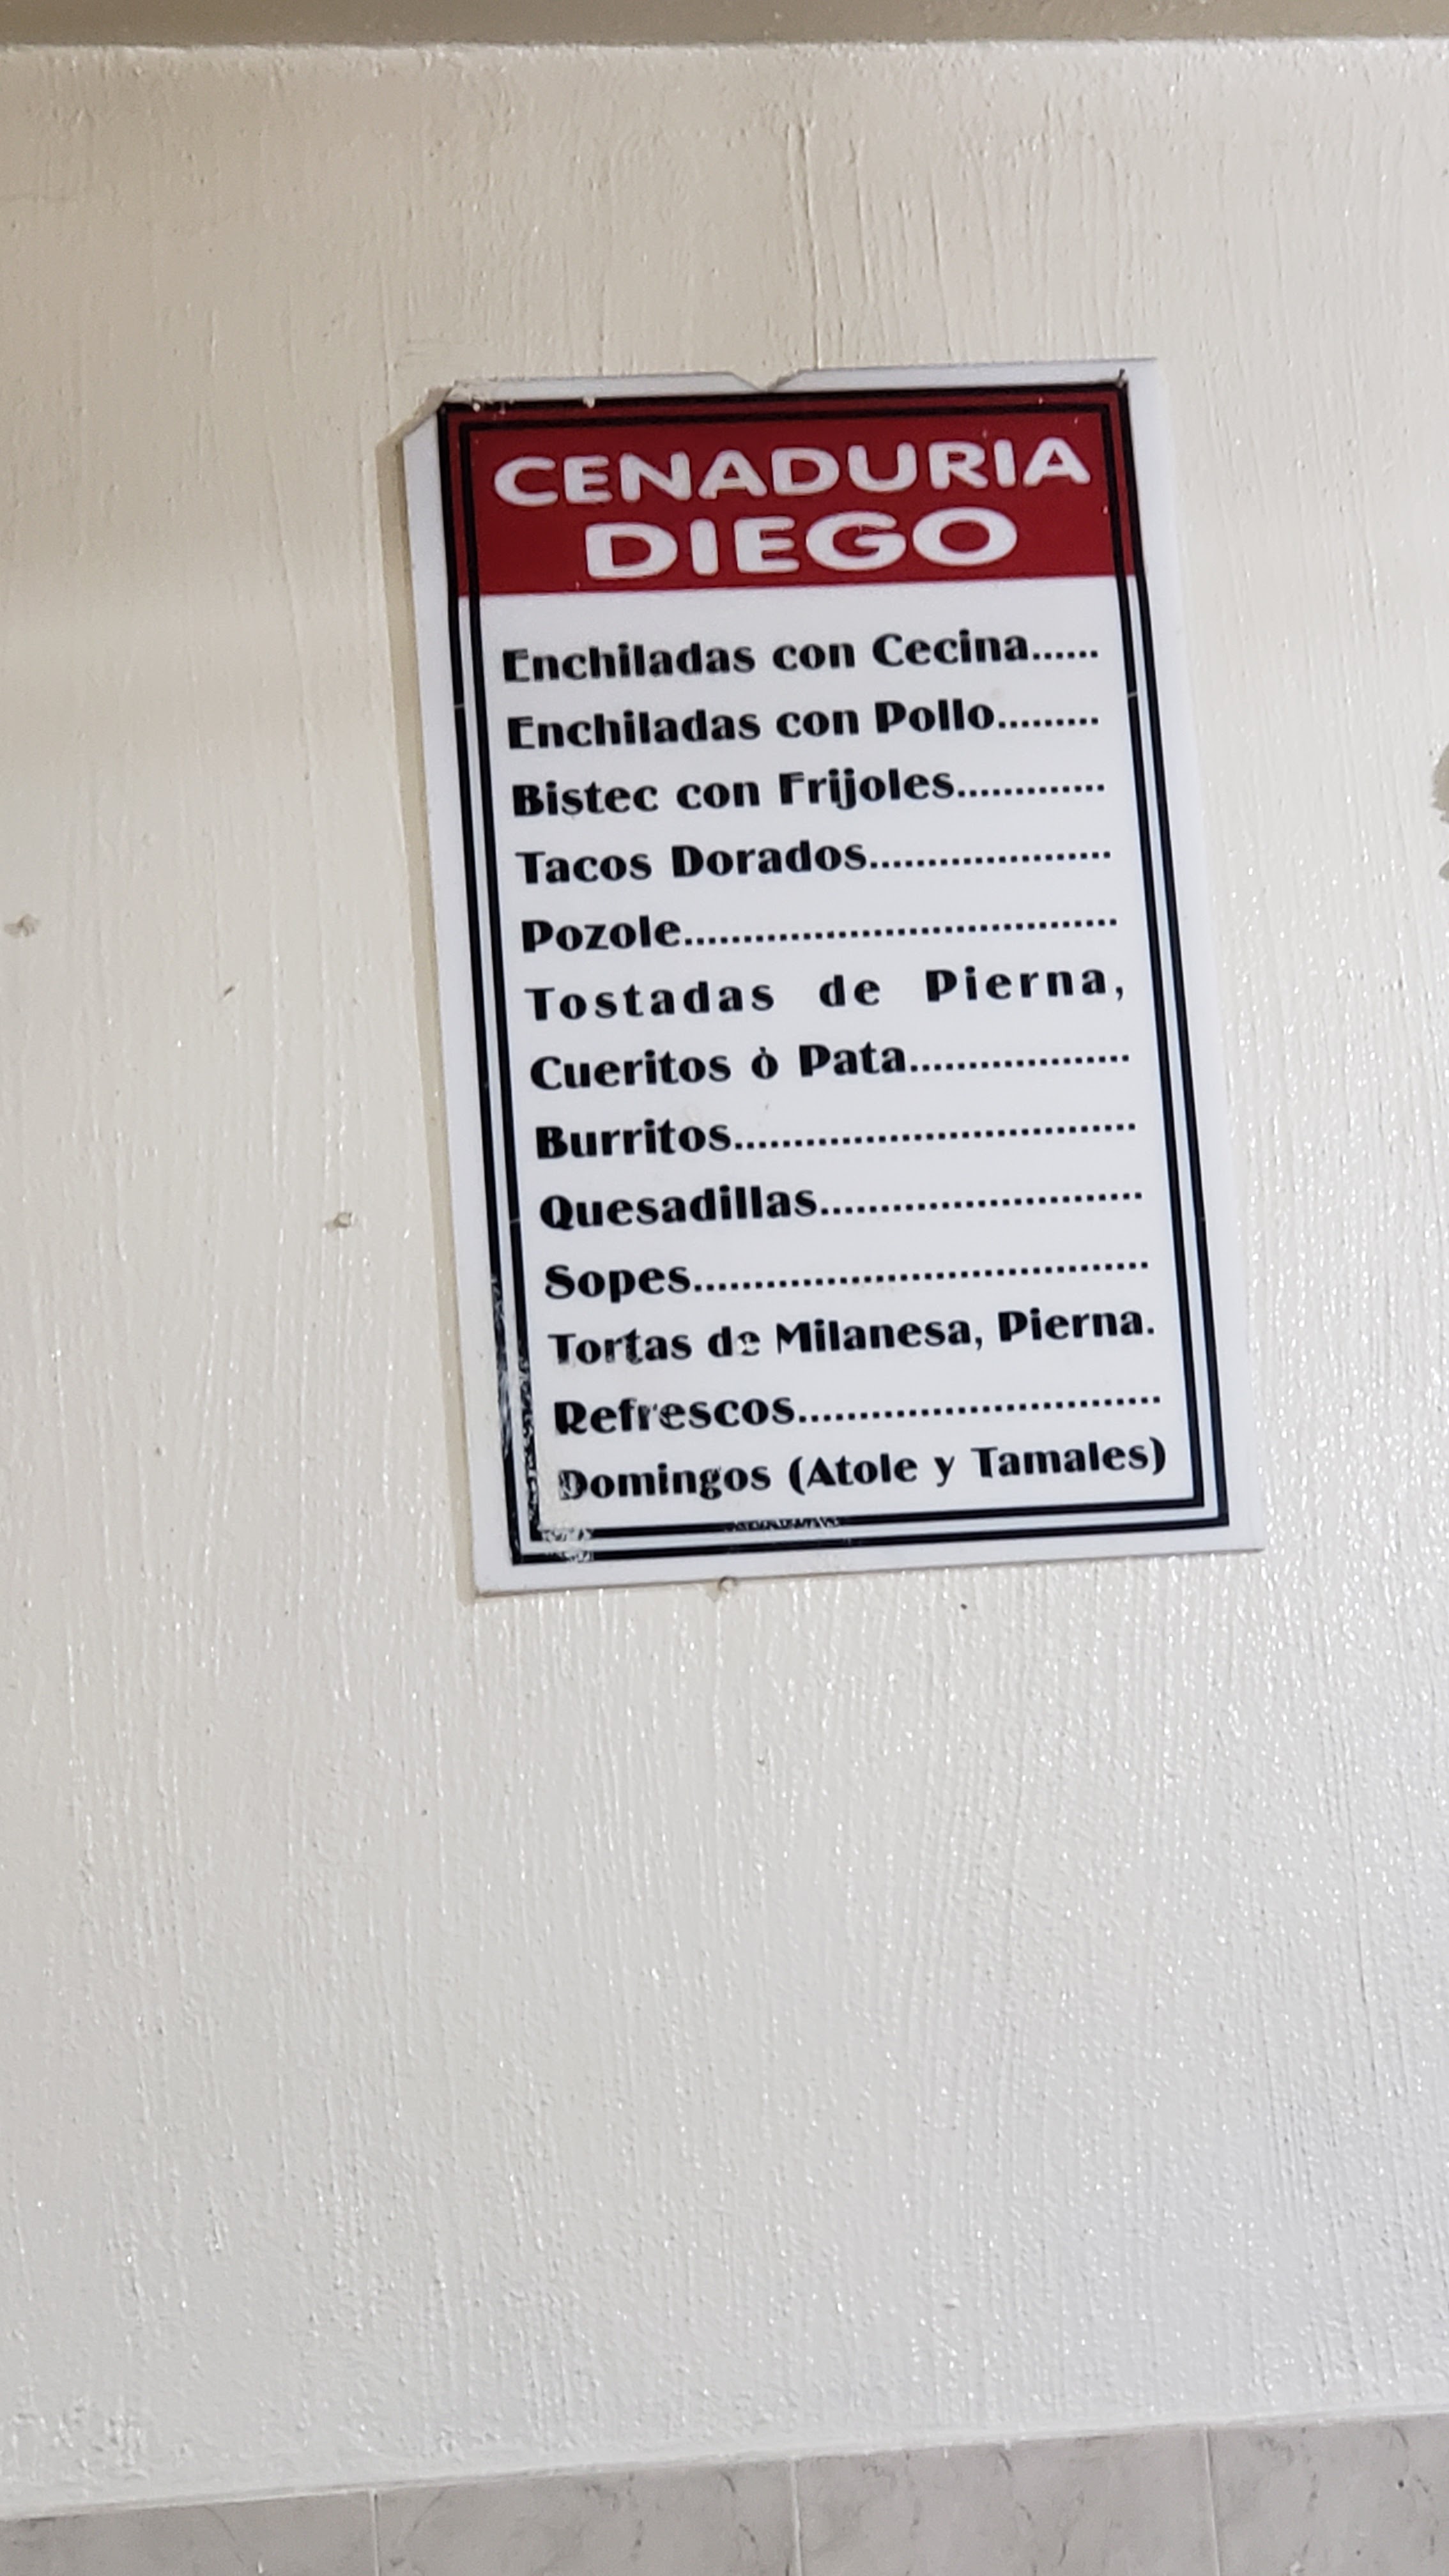 CENADURIA
DIEGO
Enchiladas con Cecina......
Enchiladas con Pollo.........
Bistec con Frijoles.............
Tacos Dorados.....................
Pozole.....................................
Tostadas de Pierna,
Cueritos ò Pata...................
Burritos..................................
Quesadillas............................
Sopes.......................................
Tortas de Milanesa, Pierna.
Refrescos...............................
Domingos (Atole y Tamales)